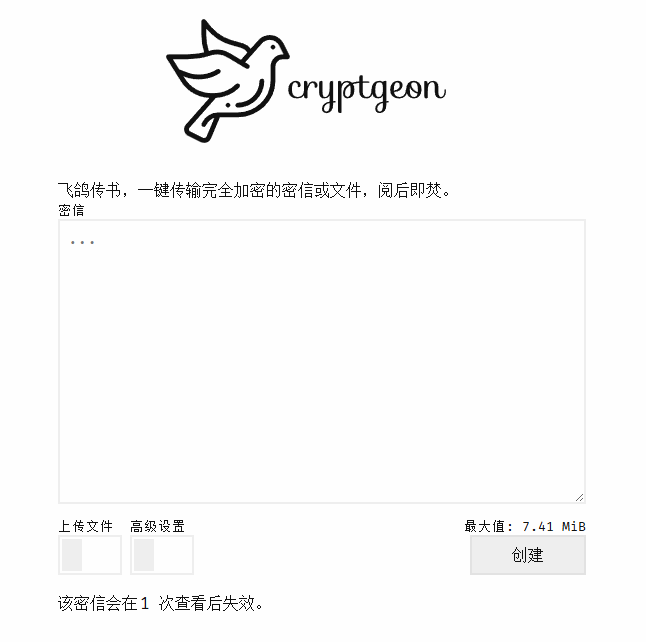 cryptgeon
飞鸽传书，一键传输完全加密的密信或文件，阅后即焚。
密信
...
上传文件 高级设置 最大值: 7.41 MiB
创建
该密信会在1 次查看后失效。